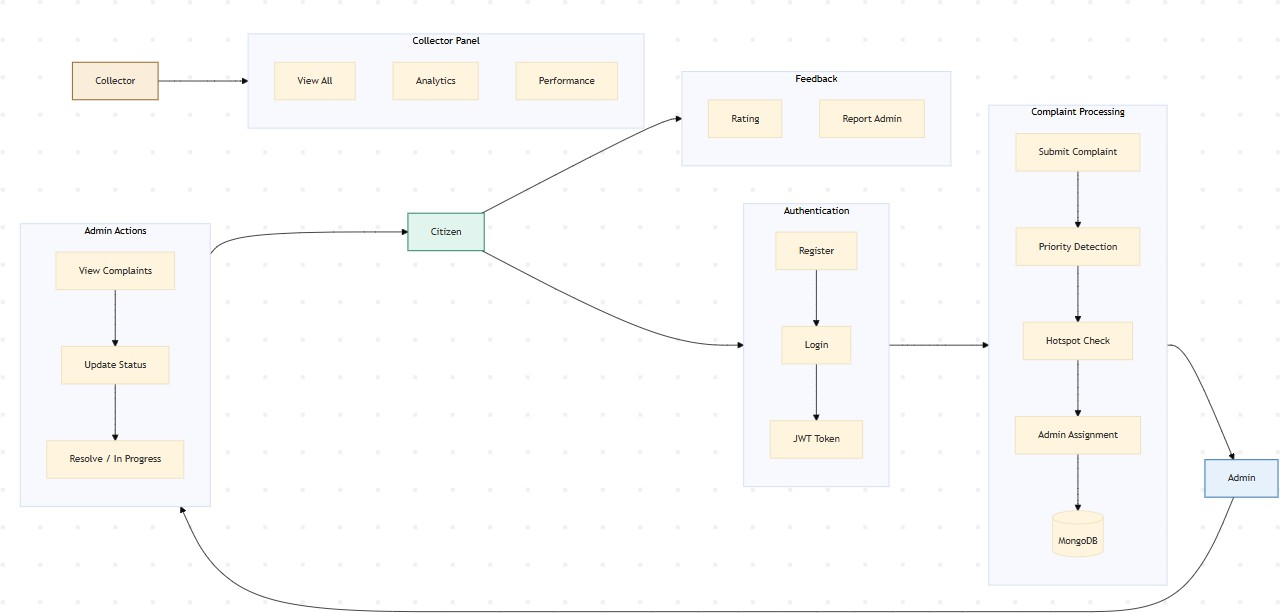 Collector Panel
Collector
View All
Analytics
Performance
Feedback
Rating
Report Admin
Complaint Processing
Submit Complaint
Priority Detection
Hotspot Check
Admin Assignment
MongoDB
Citizen
Authentication
Register
Login
JWT Token
Admin Actions
View Complaints
Update Status
Resolve / In Progress
Admin